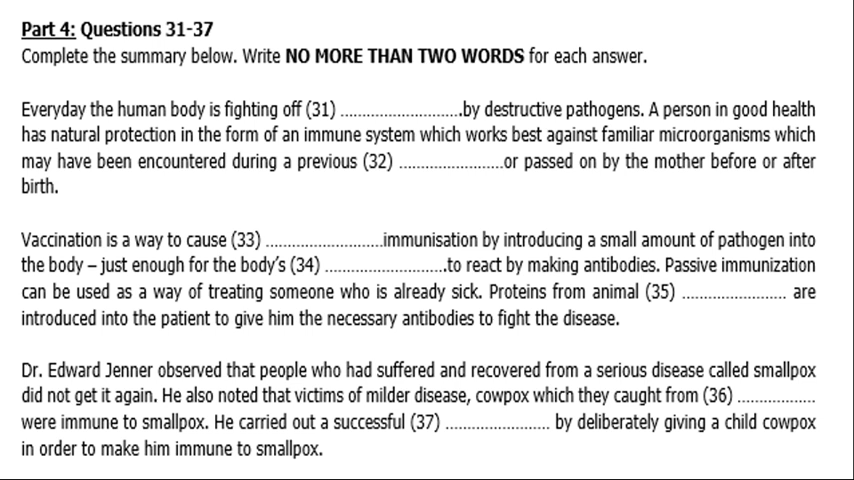 Part 4: Questions 31-37
Complete the summary below. Write NO MORE THAN TWO WORDS for each answer.
Everyday the human body is fighting off (31) ..........................by destructive pathogens. A person in good health
has natural protection in the form of an immune system which works best against familiar microorganisms which
may have been encountered during a previous (32) .......................or passed on by the mother before or after
birth.
Vaccination is a way to cause (33) ..........................immunisation by introducing a small amount of pathogen into
the body – just enough for the body's (34) ..........................to react by making antibodies. Passive immunization
can be used as a way of treating someone who is already sick. Proteins from animal (35) ....................... are
introduced into the patient to give him the necessary antibodies to fight the disease.
Dr. Edward Jenner observed that people who had suffered and recovered from a serious disease called smallpox
did not get it again. He also noted that victims of milder disease, cowpox which they caught from (36) .................
were immune to smallpox. He carried out a successful (37) ....................... by deliberately giving a child cowpox
in order to make him immune to smallpox.